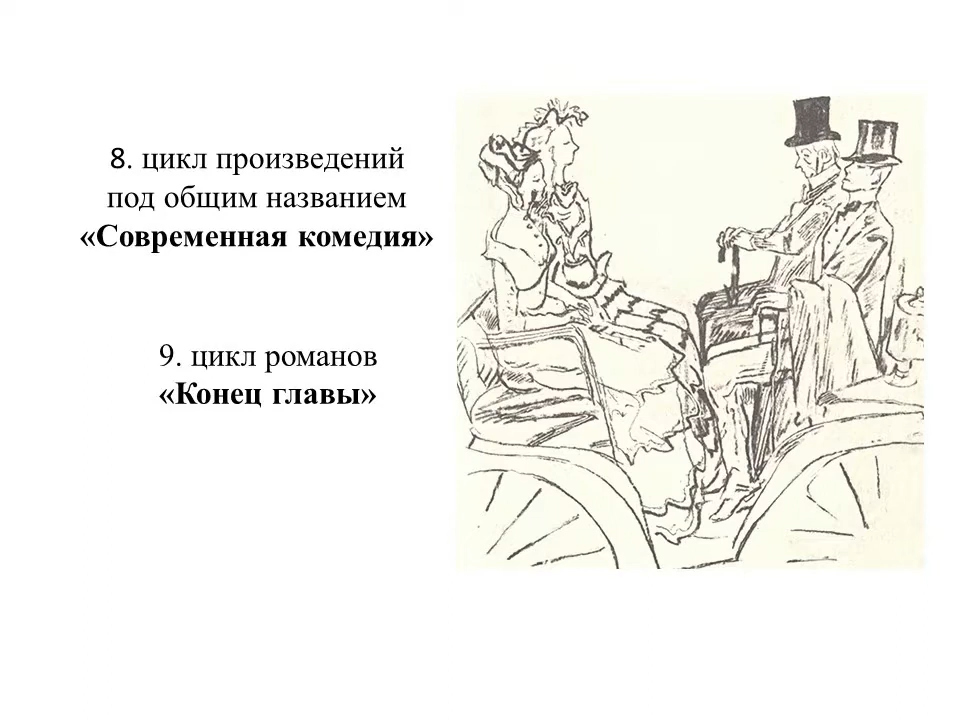 8. цикл произведений
под общим названием
«Современная комедия»
9. цикл романов
«Конец главы»